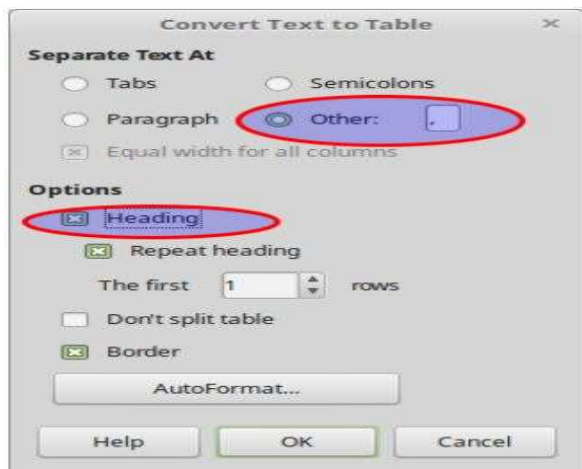 Convert Text to Table
Separate Text At
Tabs Semicolons
Paragraph Other: ,
Equal width for all columns
Options
Heading
Repeat heading
The first 1 rows
Don't split table
Border
AutoFormat...
Help OK Cancel